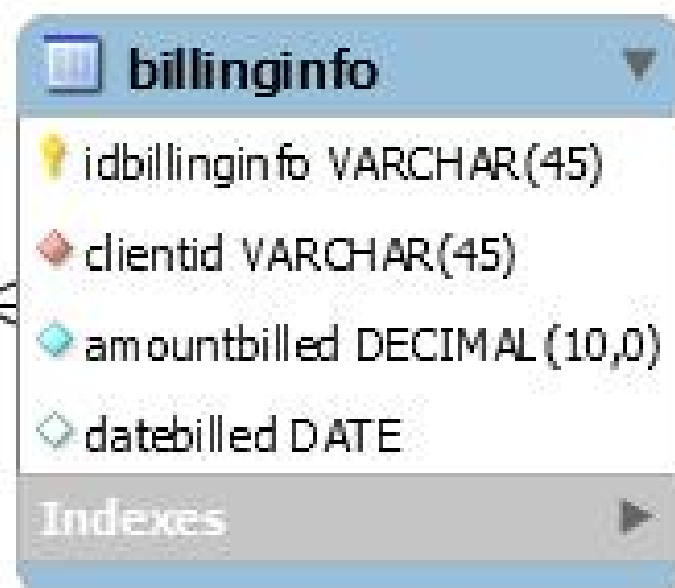 billinginfo
idbillinginfo VARCHAR(45)
clientid VARCHAR(45)
amountbilled DECIMAL(10,0)
datebilled DATE
Indexes